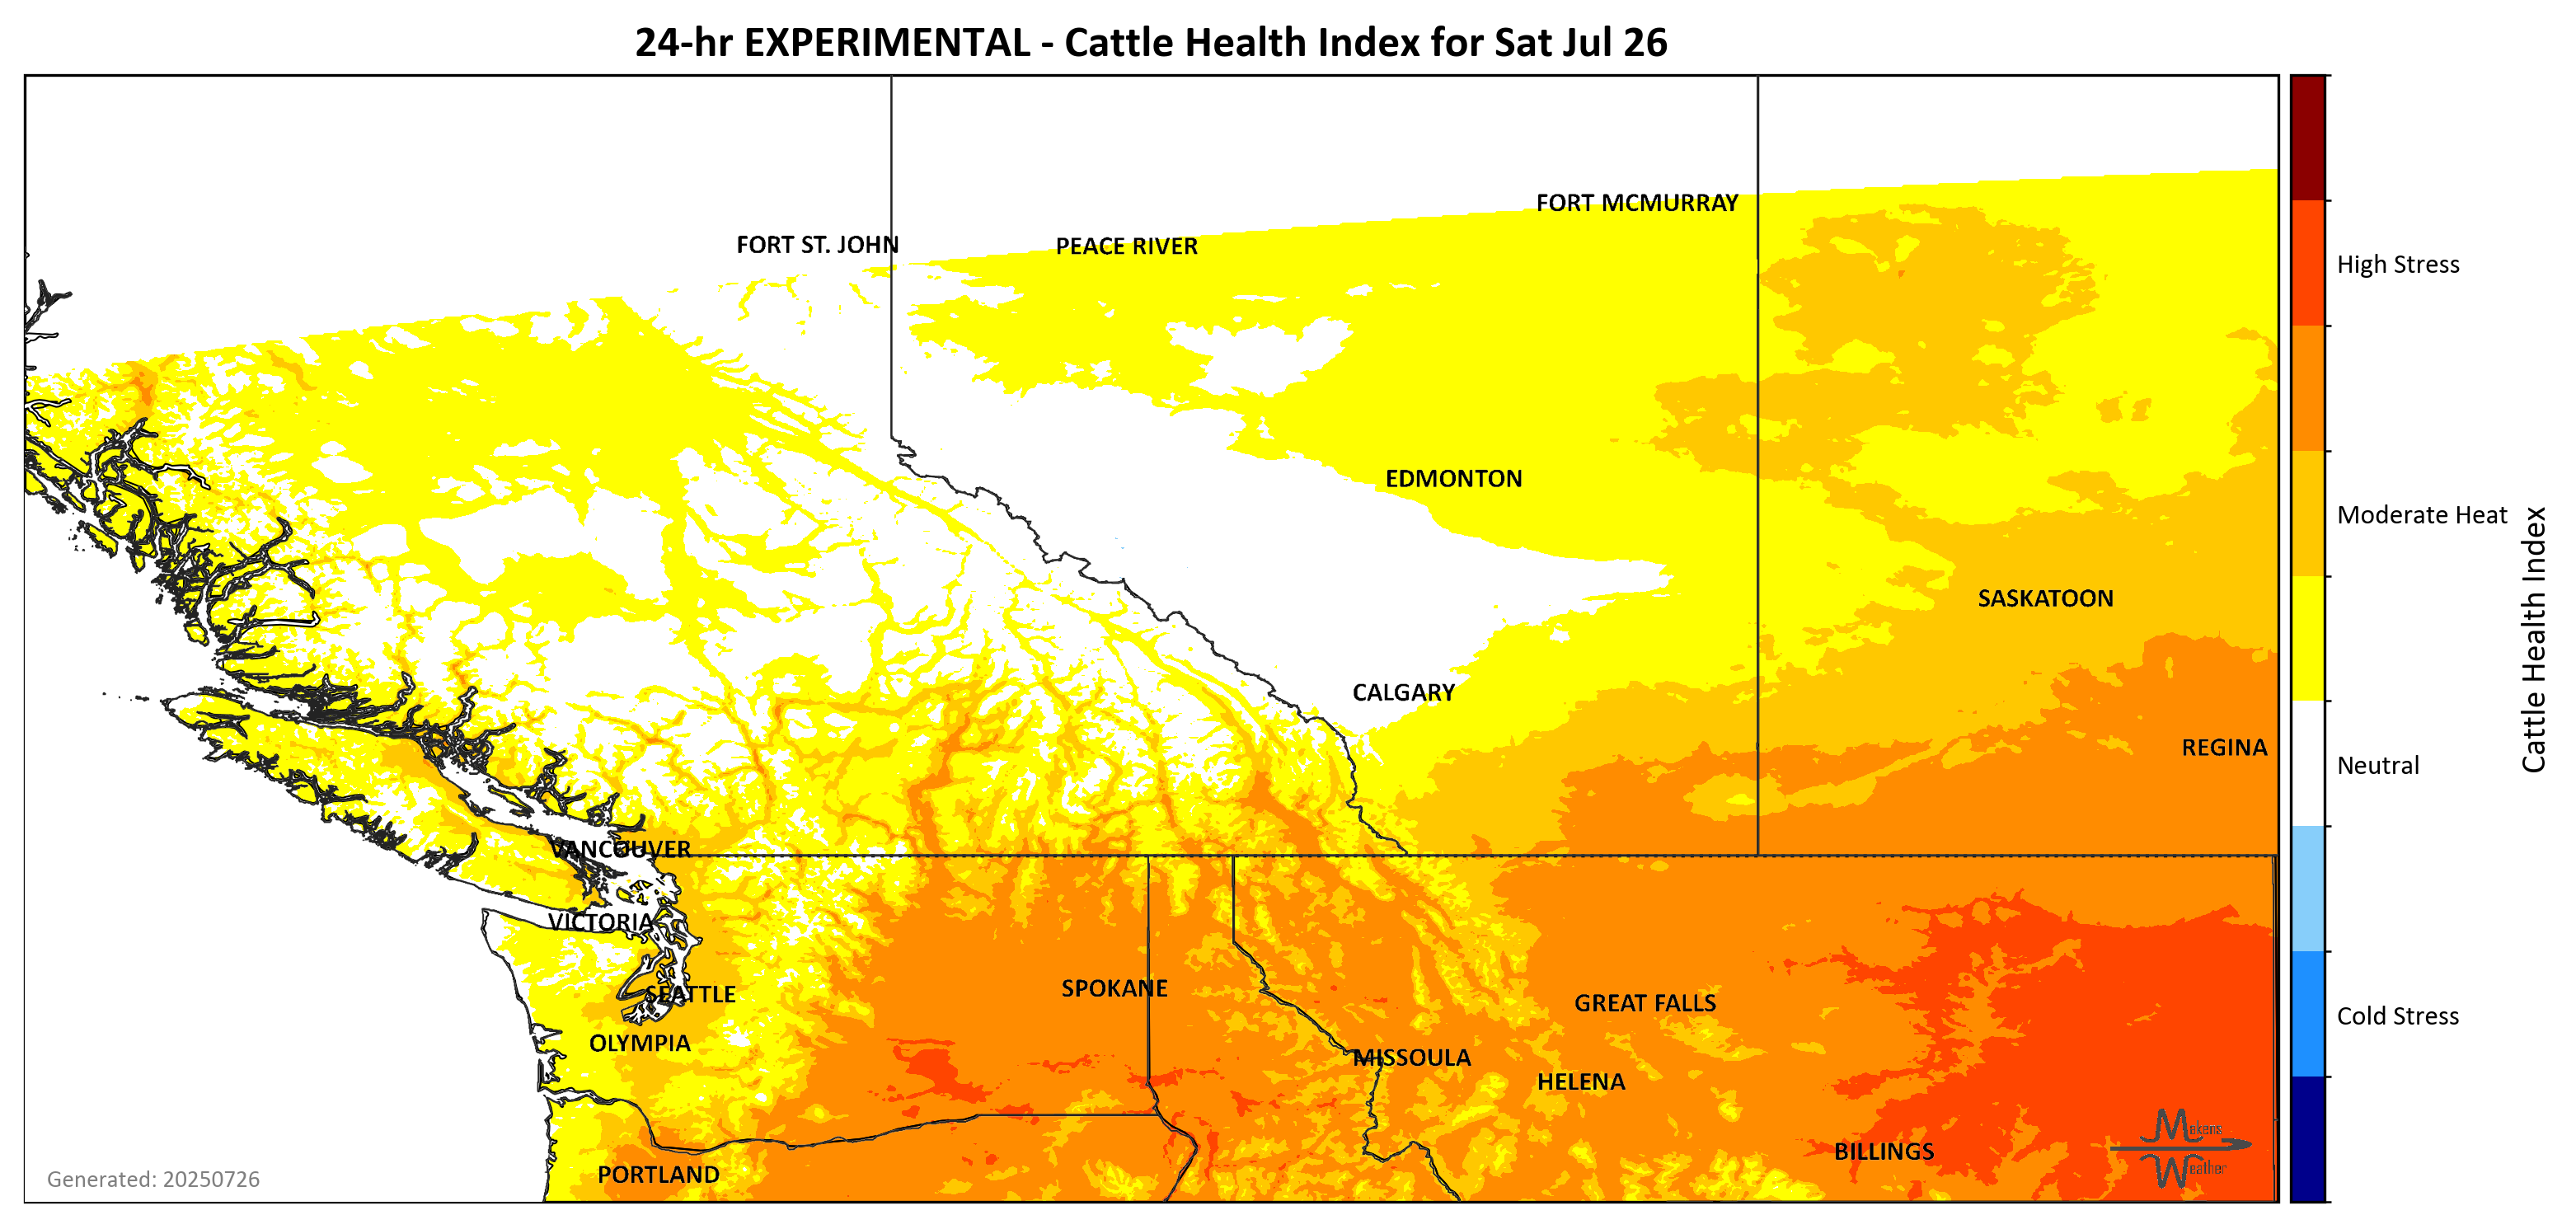 24-hr EXPERIMENTAL - Cattle Health Index for Sat Jul 26
FORT MCMURRAY
FORT ST. JOHN
PEACE RIVER
High Stress
EDMONTON
Moderate Heat
SASKATOON
Cattle Health Index
CALGARY
REGINA
Neutral
VANCOUVER
VICTORIA
SPOKANE
SEATTLE
GREAT FALLS
Cold Stress
OLYMPIA
MISSOULA
HELENA
Makens
Weather
BILLINGS
PORTLAND
Generated: 20250726